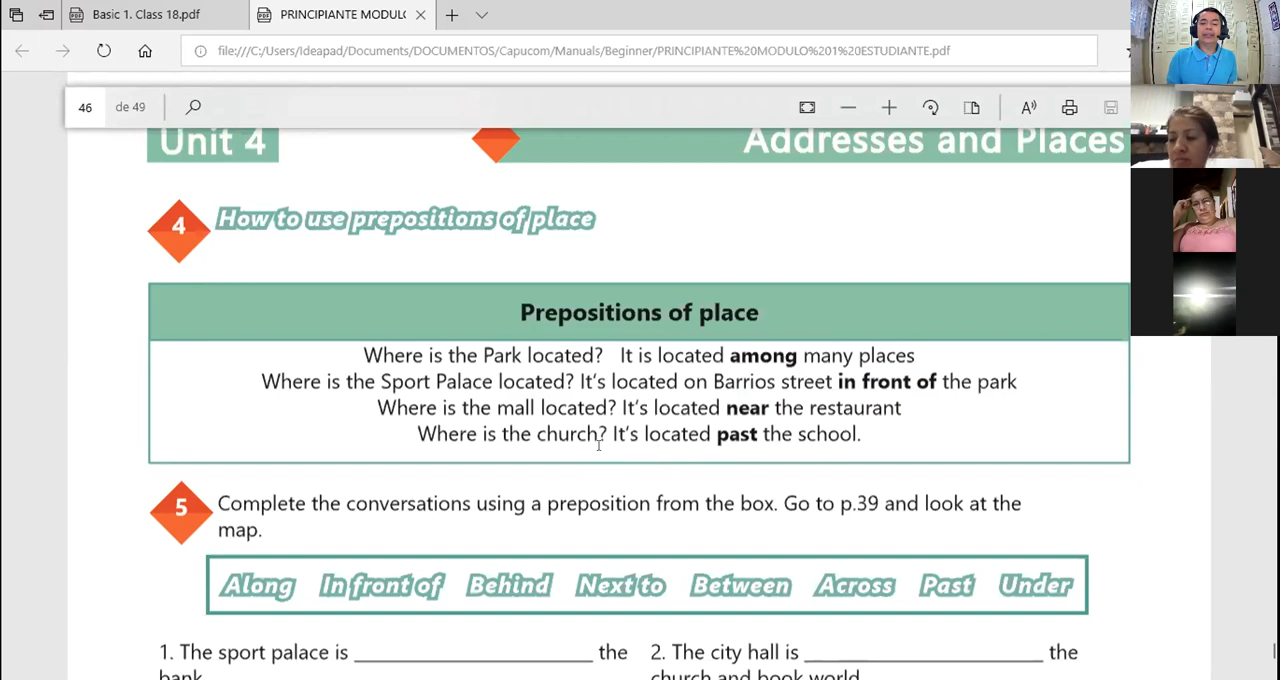 Basic 1. Class 18.pdf
PRINCIPIANTE MODULO
file:///C:/Users/Ideapad/Documents/DOCUMENTOS/Capucom/Manuals/Beginner/PRINCIPIANTE%20MODULO%201%20ESTUDIANTE.pdf
46 de 49
Unit 4 Addresses and Places
4 How to use prepositions of place
Prepositions of place
Where is the Park located? It is located among many places
Where is the Sport Palace located? It's located on Barrios street in front of the park
Where is the mall located? It's located near the restaurant
Where is the church? It's located past the school.
5 Complete the conversations using a preposition from the box. Go to p.39 and look at the
map.
Along In front of Behind Next to Between Across Past Under
1. The sport palace is ____________________ the 2. The city hall is ____________________ the
bank church and book world